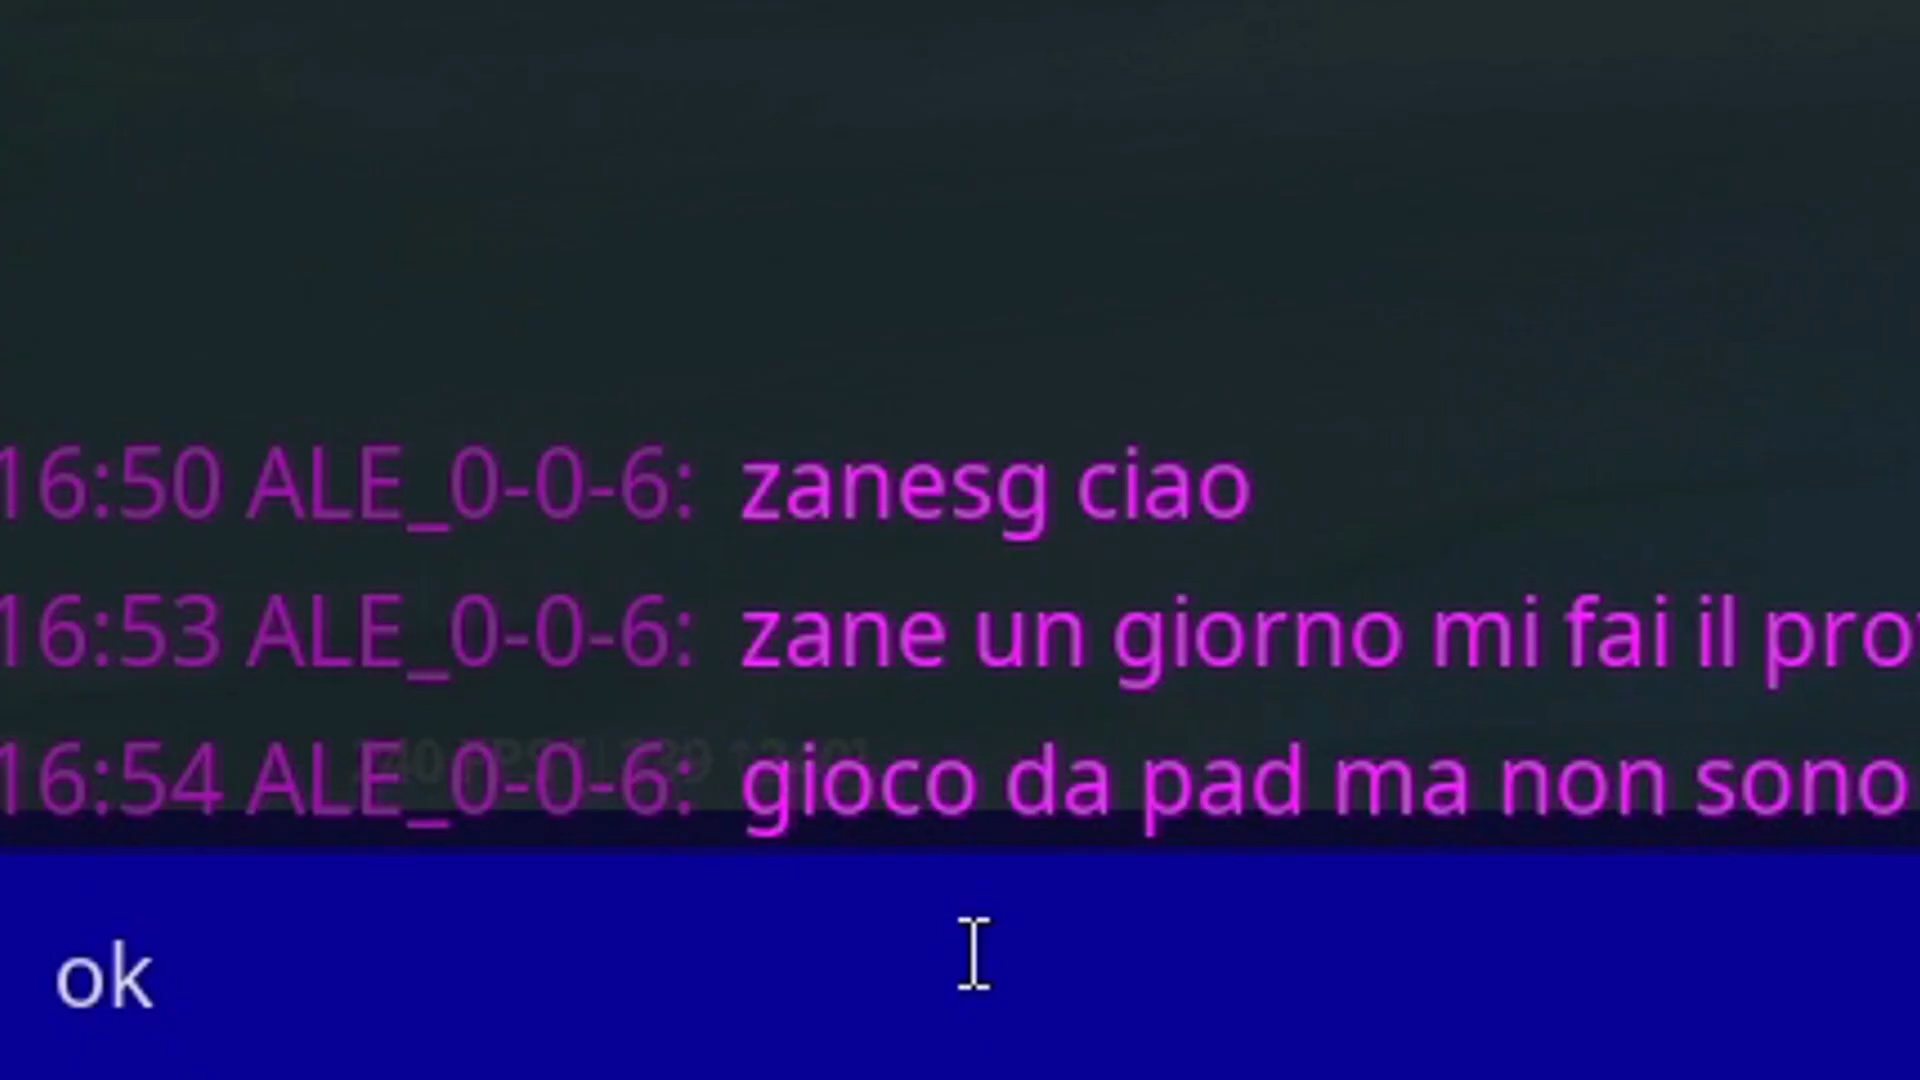 16:50 ALE_0-0-6: zanesg ciao
16:53 ALE_0-0-6: zane un giorno mi fai il
16:54 ALE_0-0-6: gioco da pad ma non sono
ok